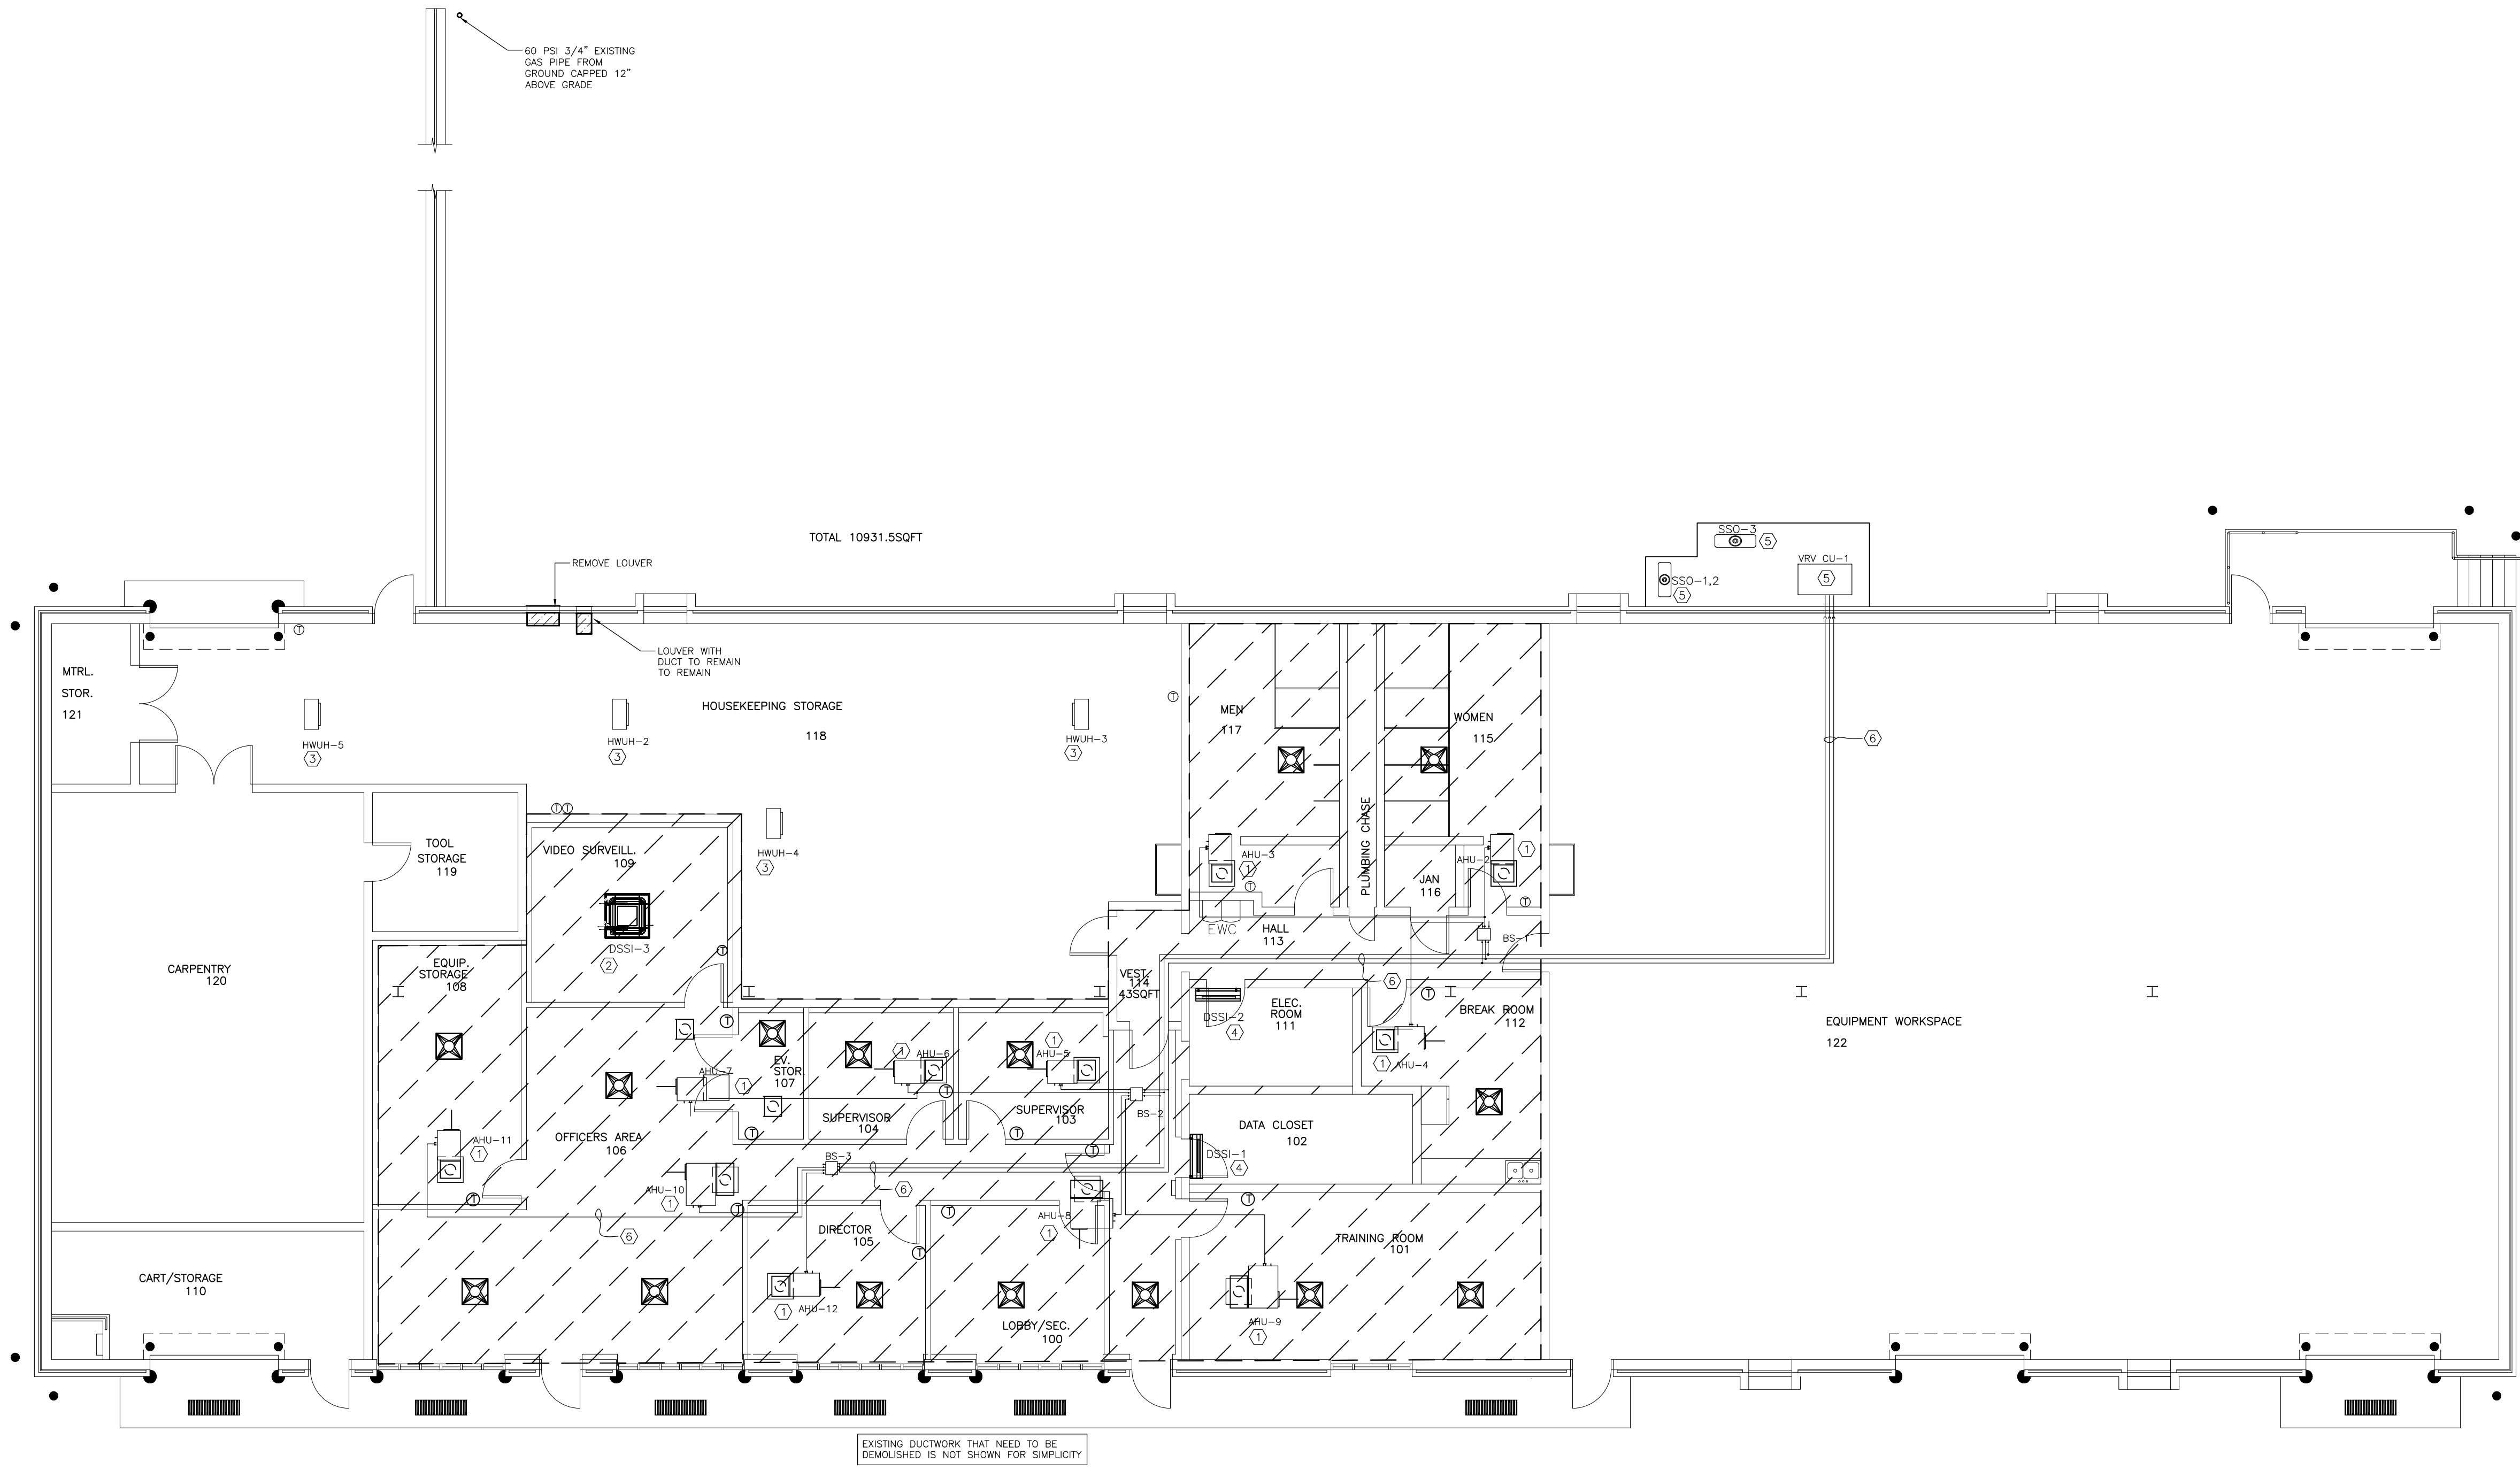 60 PSI 3/4" EXISTING
GAS PIPE FROM
GROUND CAPPED 12"
ABOVE GRADE
TOTAL 10931.5SQFT
SSO-3
5
SSO-1,2
5
VRV CU-1
5
REMOVE LOUVER
T
LOUVER WITH
DUCT TO REMAIN
TO REMAIN
MTRL.
STOR.
121
HWUH-5
3
HWUH-2
3
HOUSEKEEPING STORAGE
118
HWUH-3
3
T
MEN
117
WOMEN
115
6
TT
HWUH-4
3
TOOL
STORAGE
119
VIDEO SURVEILL.
109
DSSI-3
2
T
PLUMBING CHASE
AHU-3
1
T
AHU-2
1
T
JAN
116
EWC
HALL
113
BS-1
CARPENTRY
120
EQUIP.
STORAGE
108
VEST.
114
43SQFT
6
ELEC.
ROOM
111
DSSI-2
4
T
BREAK ROOM
112
AHU-4
1
EQUIPMENT WORKSPACE
122
T
EV.
STOR.
107
AHU-7
1
1
AHU-6
T
1
AHU-5
BS-2
SUPERVISOR
104
SUPERVISOR
103
T
T
T
DATA CLOSET
102
DSSI-1
4
AHU-11
1
T
OFFICERS AREA
106
BS-3
6
AHU-10
1
T
6
DIRECTOR
105
T
T
AHU-12
1
AHU-8
1
LOBBY/SEC.
100
T
TRAINING ROOM
101
AHU-9
1
CART/STORAGE
110
EXISTING DUCTWORK THAT NEED TO BE
DEMOLISHED IS NOT SHOWN FOR SIMPLICITY